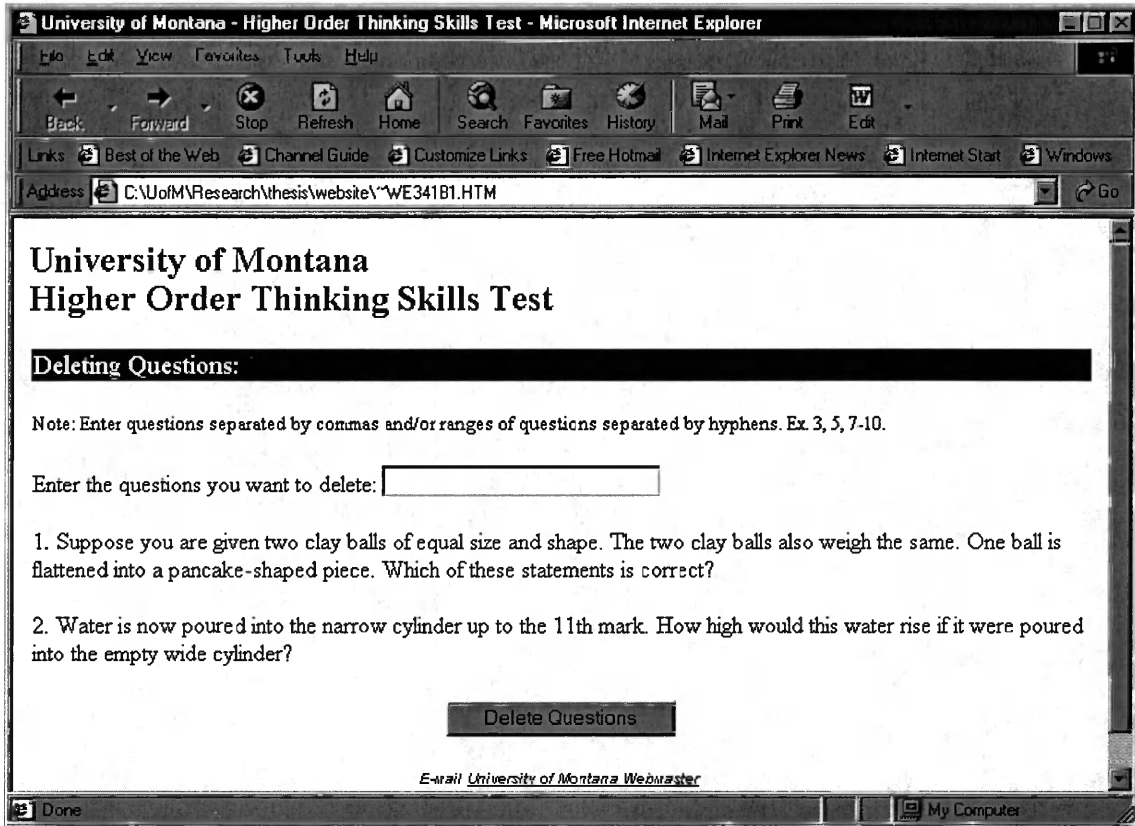 University of Montana - Higher Order Thinking Skills Test - Microsoft Internet Explorer
File Edit View Favorites Tools Help
Back Forward Stop Refresh Home Search Favorites History Mail Print Edit
Links Best of the Web Channel Guide Customize Links Free Hotmail Internet Explorer News Internet Start Windows
Address C:\UofM\Research\thesis\website\~WE341B1.HTM Go
University of Montana
Higher Order Thinking Skills Test
Deleting Questions:
Note: Enter questions separated by commas and/or ranges of questions separated by hyphens. Ex. 3, 5, 7-10.
Enter the questions you want to delete:
1. Suppose you are given two clay balls of equal size and shape. The two clay balls also weigh the same. One ball is
flattened into a pancake-shaped piece. Which of these statements is correct?
2. Water is now poured into the narrow cylinder up to the 11th mark. How high would this water rise if it were poured
into the empty wide cylinder?
Delete Questions
E-mail University of Montana Webmaster
Done My Computer